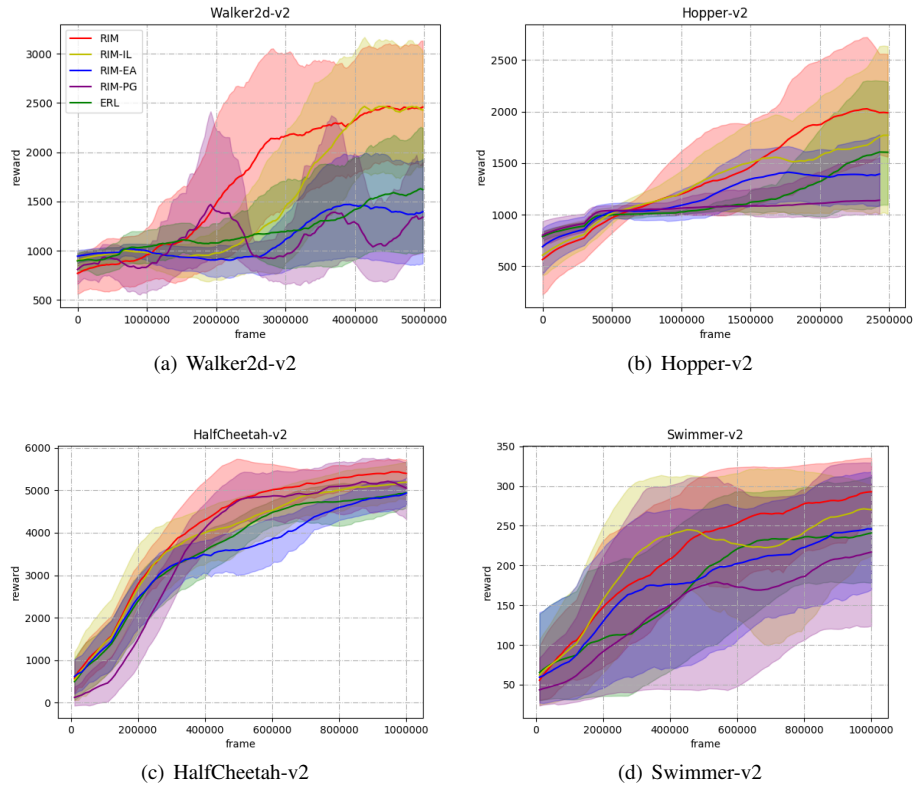 Walker2d-v2
3000
2500
2000
1500
1000
500
reward
RIM
RIM-IL
RIM-EA
RIM-PG
ERL
0 1000000 2000000 3000000 4000000 5000000
frame
(a) Walker2d-v2
Hopper-v2
2500
2000
1500
1000
500
reward
0 500000 1000000 1500000 2000000 2500000
frame
(b) Hopper-v2
HalfCheetah-v2
6000
5000
4000
3000
2000
1000
0
reward
0 200000 400000 600000 800000 1000000
frame
(c) HalfCheetah-v2
Swimmer-v2
350
300
250
200
150
100
50
reward
0 200000 400000 600000 800000 1000000
frame
(d) Swimmer-v2